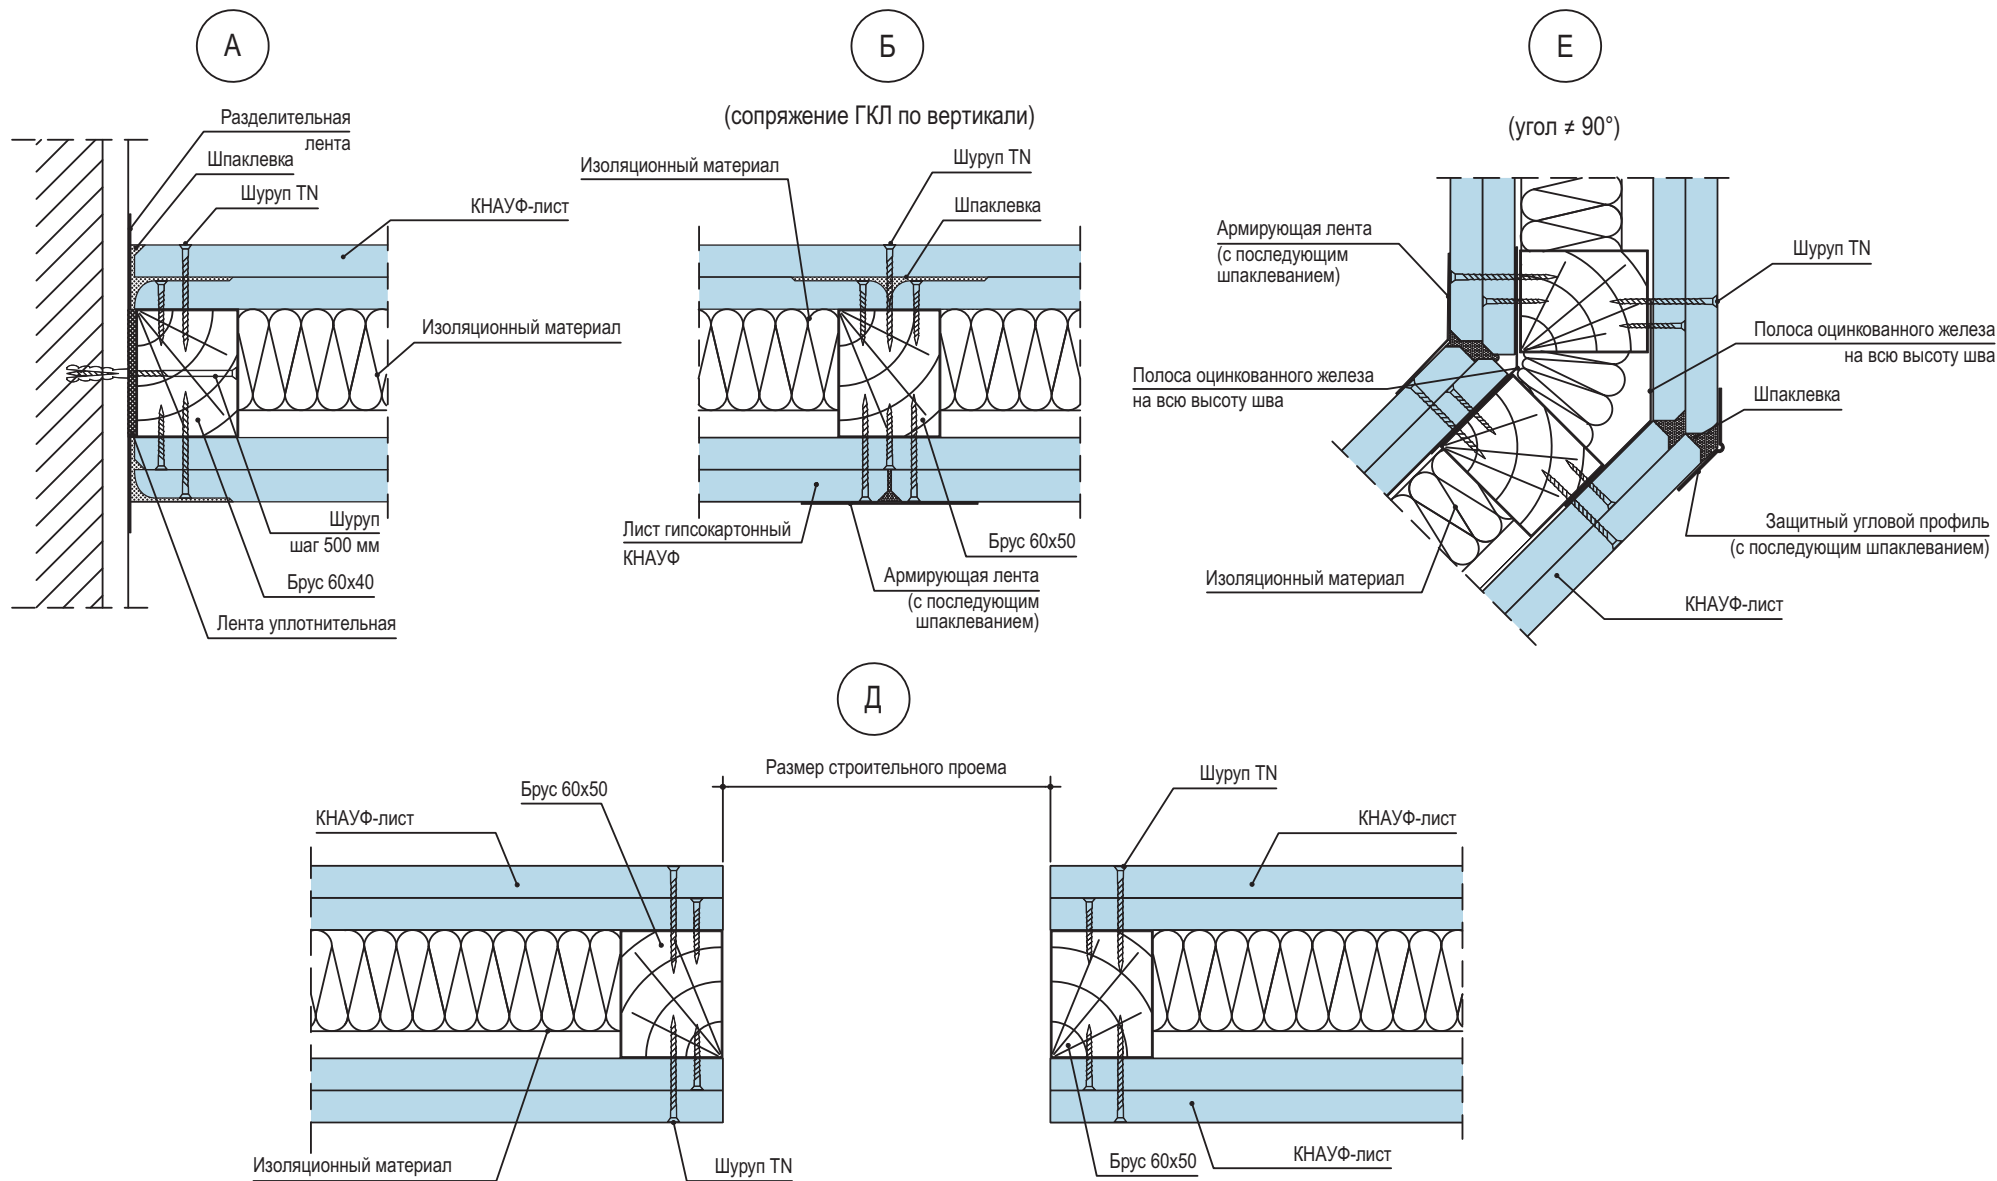 А
Разделительная
лента
Шпаклевка
Шуруп TN
КНАУФ-лист
Изоляционный материал
Шуруп
шаг 500 мм
Брус 60х40
Лента уплотнительная
Б
(сопряжение ГКЛ по вертикали)
Изоляционный материал
Шуруп TN
Шпаклевка
Лист гипсокартонный
КНАУФ
Брус 60х50
Армирующая лента
(с последующим
шпаклеванием)
Е
(угол ≠ 90°)
Армирующая лента
(с последующим
шпаклеванием)
Шуруп TN
Полоса оцинкованного железа
на всю высоту шва
Полоса оцинкованного железа
на всю высоту шва
Шпаклевка
Защитный угловой профиль
(с последующим шпаклеванием)
Изоляционный материал
КНАУФ-лист
Д
Размер строительного проема
Брус 60х50
Шуруп TN
КНАУФ-лист
КНАУФ-лист
Изоляционный материал
Шуруп TN
Брус 60х50
КНАУФ-лист